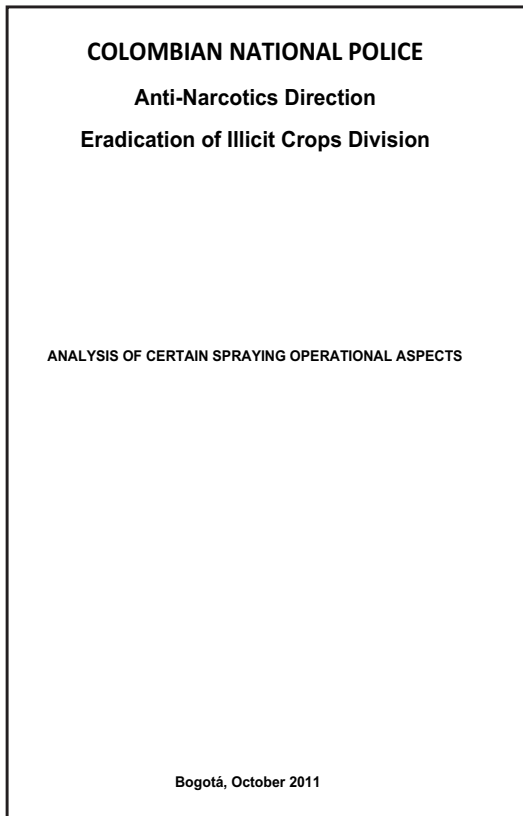 COLOMBIAN NATIONAL POLICE
Anti-Narcotics Direction
Eradication of Illicit Crops Division
ANALYSIS OF CERTAIN SPRAYING OPERATIONAL ASPECTS
Bogotá, October 2011